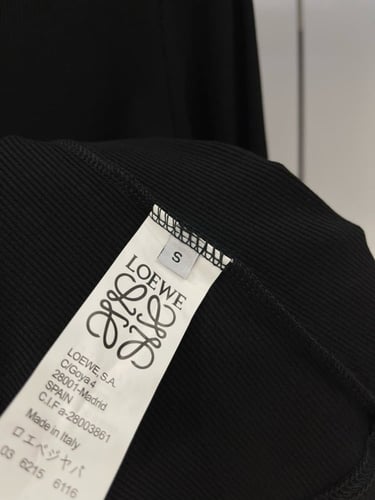 S
LOEWE
LOEWE S.A.
C/Goya 4
28001-Madrid
SPAIN
C.I.F a-28003861
Made in Italy
ロエベジャパ
03 6215 6116